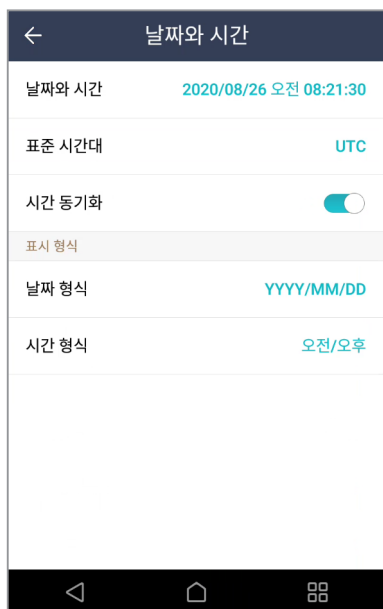 날짜와 시간
날짜와 시간 2020/08/26 오전 08:21:30
표준 시간대 UTC
시간 동기화
표시 형식
날짜 형식 YYYY/MM/DD
시간 형식 오전/오후